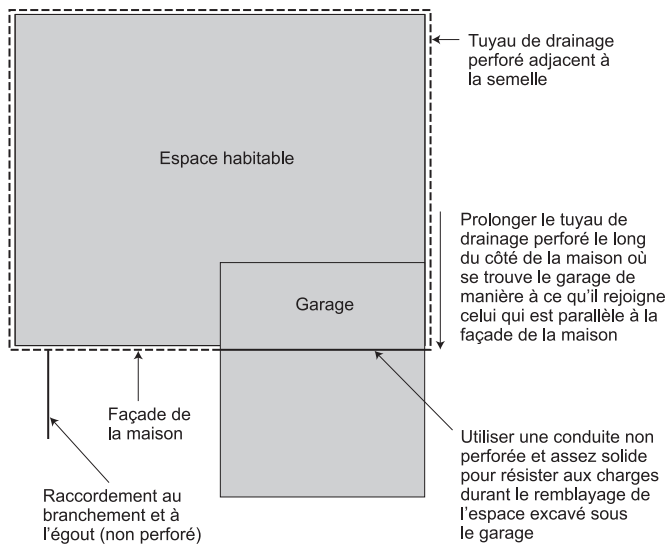 Tuyau de drainage
perforé adjacent à
la semelle
Espace habitable
Prolonger le tuyau de
drainage perforé le long
du côté de la maison où
se trouve le garage de
manière à ce qu'il rejoigne
celui qui est parallèle à la
façade de la maison
Garage
Façade de
la maison
Utiliser une conduite non
perforée et assez solide
pour résister aux charges
durant le remblayage de
l'espace excavé sous
le garage
Raccordement au
branchement et à
l'égout (non perforé)